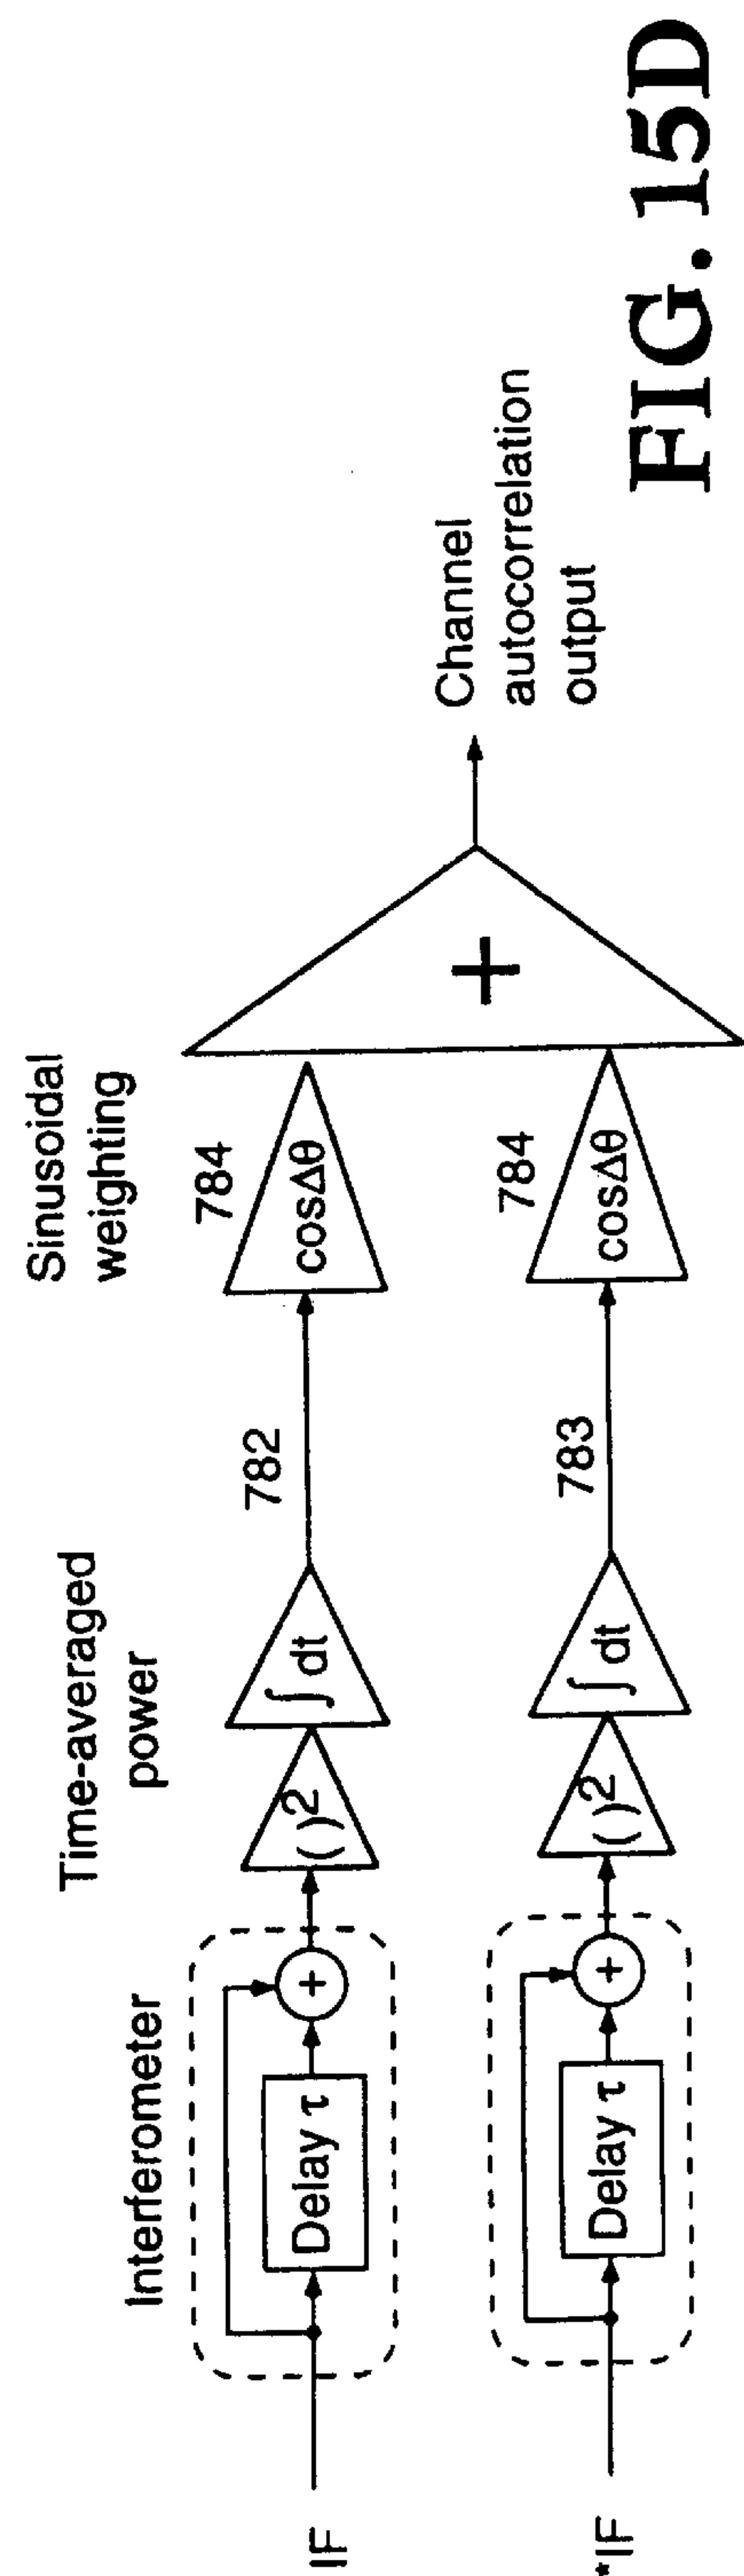 Interferometer
Time-averaged
power
Sinusoidal
weighting
IF
Delay τ
+
( )2
∫ dt
782
784
cosΔθ
+
Channel
autocorrelation
output
*IF
Delay τ
+
( )2
∫ dt
783
784
cosΔθ
FIG. 15D